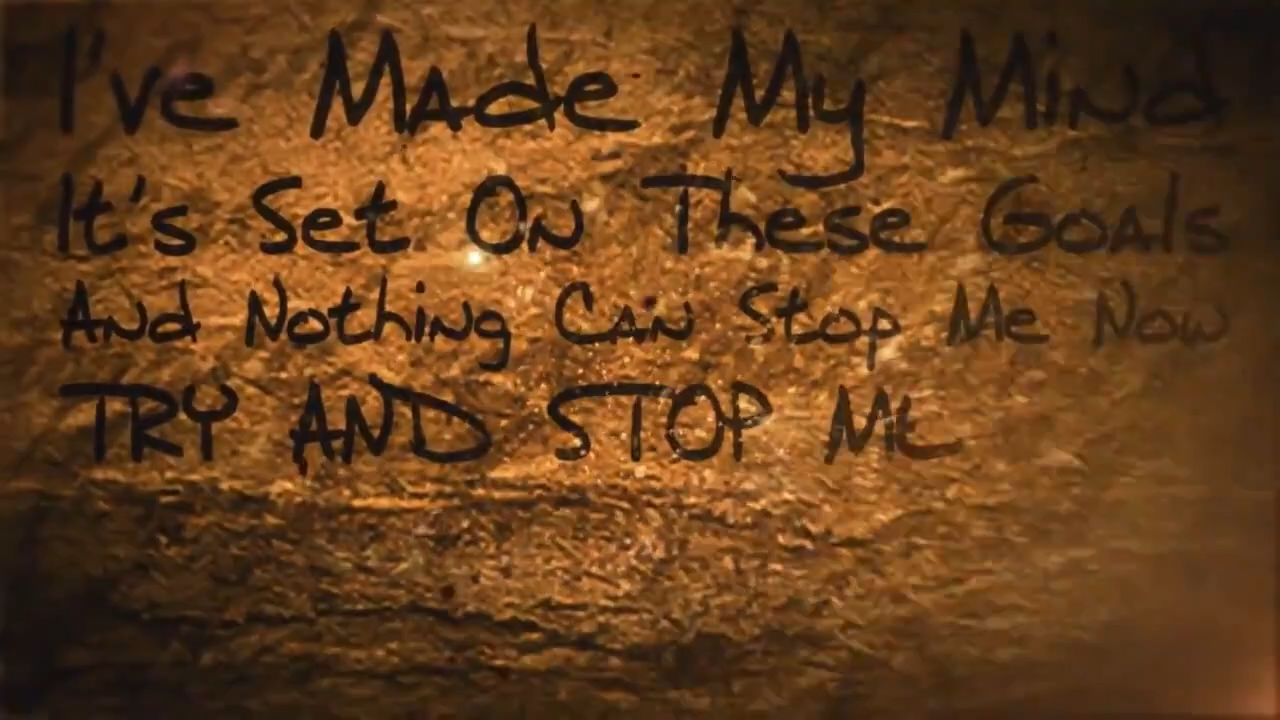 I've Made My Mind
It's Set On These Goals
And Nothing Can Stop Me Now
TRY AND STOP ME